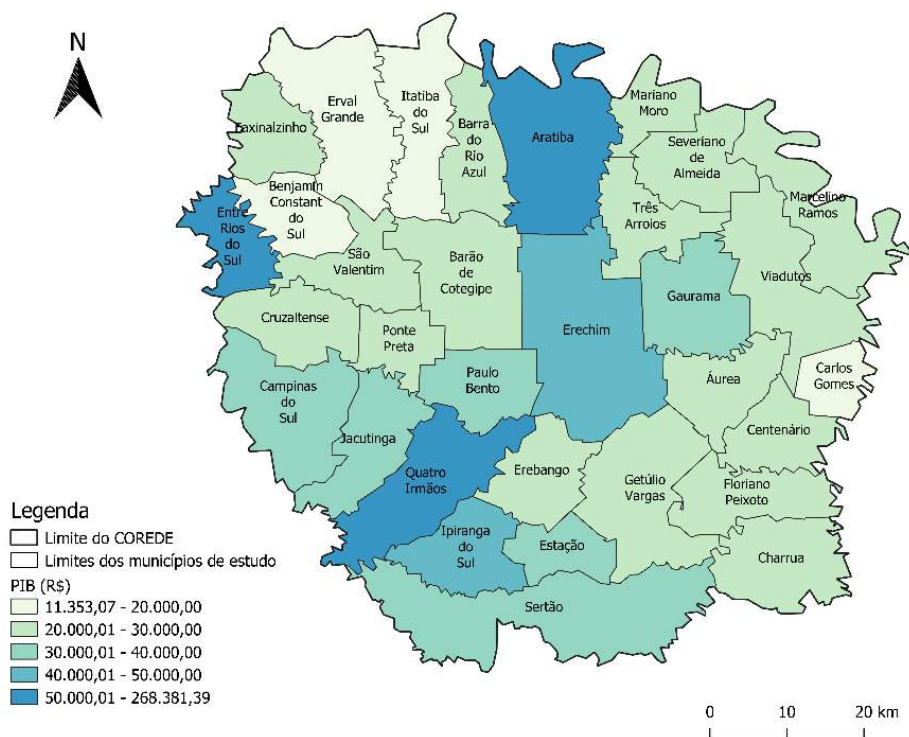 N
Erval
Grande
Itatiba
do
Sul
Barra
do
Rio
Azul
Aratiba
Mariano
Moro
Severiano
de
Almeida
Faxinalzinho
Marcelino
Ramos
Três
Arroios
Benjamin
Constant
do
Sul
Entre
Rios
do
Sul
São
Valentim
Barão
de
Cotegipe
Viadutos
Gaurama
Cruzaltense
Ponte
Preta
Erechim
Paulo
Bento
Áurea
Carlos
Gomes
Campinas
do
Sul
Jacutinga
Centenário
Quatro
Irmãos
Erebango
Getúlio
Vargas
Floriano
Peixoto
Ipiranga
do
Sul
Estação
Charrua
Sertão
Legenda
Limite do COREDE
Limites dos municípios de estudo
PIB (R$)
11.353,07 - 20.000,00
20.000,01 - 30.000,00
30.000,01 - 40.000,00
40.000,01 - 50.000,00
50.000,01 - 268.381,39
0 10 20 km